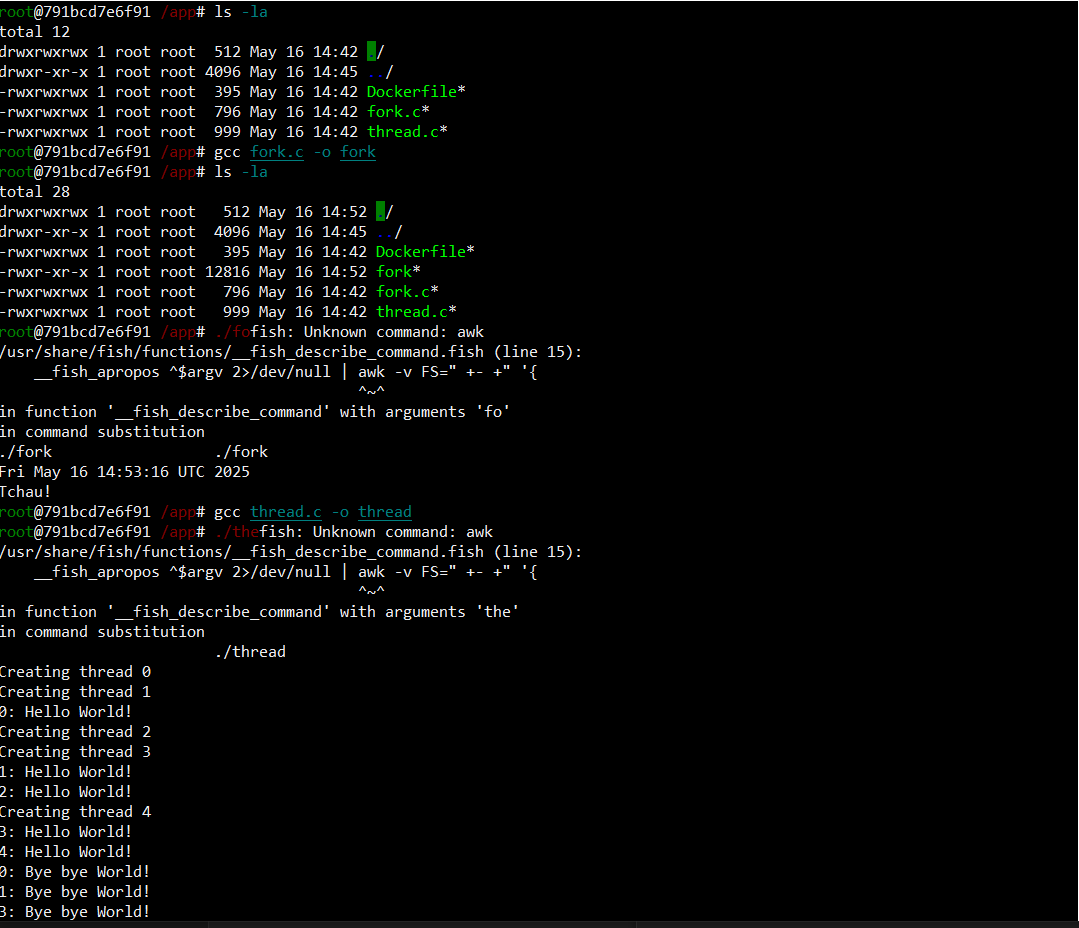 root@791bcd7e6f91 /app# ls -la
total 12
drwxrwxrwx 1 root root  512 May 16 14:42 ./
drwxr-xr-x 1 root root 4096 May 16 14:45 ../
-rwxrwxrwx 1 root root  395 May 16 14:42 Dockerfile*
-rwxrwxrwx 1 root root  796 May 16 14:42 fork.c*
-rwxrwxrwx 1 root root  999 May 16 14:42 thread.c*
root@791bcd7e6f91 /app# gcc fork.c -o fork
root@791bcd7e6f91 /app# ls -la
total 28
drwxrwxrwx 1 root root   512 May 16 14:52 ./
drwxr-xr-x 1 root root  4096 May 16 14:45 ../
-rwxrwxrwx 1 root root   395 May 16 14:42 Dockerfile*
-rwxr-xr-x 1 root root 12816 May 16 14:52 fork*
-rwxrwxrwx 1 root root   796 May 16 14:42 fork.c*
-rwxrwxrwx 1 root root   999 May 16 14:42 thread.c*
root@791bcd7e6f91 /app# ./fofish: Unknown command: awk
/usr/share/fish/functions/__fish_describe_command.fish (line 15):
    __fish_apropos ^$argv 2>/dev/null | awk -v FS=" +- +" '{
                                        ^~^
in function '__fish_describe_command' with arguments 'fo'
in command substitution
./fork                  ./fork
Fri May 16 14:53:16 UTC 2025
Tchau!
root@791bcd7e6f91 /app# gcc thread.c -o thread
root@791bcd7e6f91 /app# ./thefish: Unknown command: awk
/usr/share/fish/functions/__fish_describe_command.fish (line 15):
    __fish_apropos ^$argv 2>/dev/null | awk -v FS=" +- +" '{
                                        ^~^
in function '__fish_describe_command' with arguments 'the'
in command substitution
                        ./thread
Creating thread 0
Creating thread 1
0: Hello World!
Creating thread 2
Creating thread 3
1: Hello World!
2: Hello World!
Creating thread 4
3: Hello World!
4: Hello World!
0: Bye bye World!
1: Bye bye World!
3: Bye bye World!